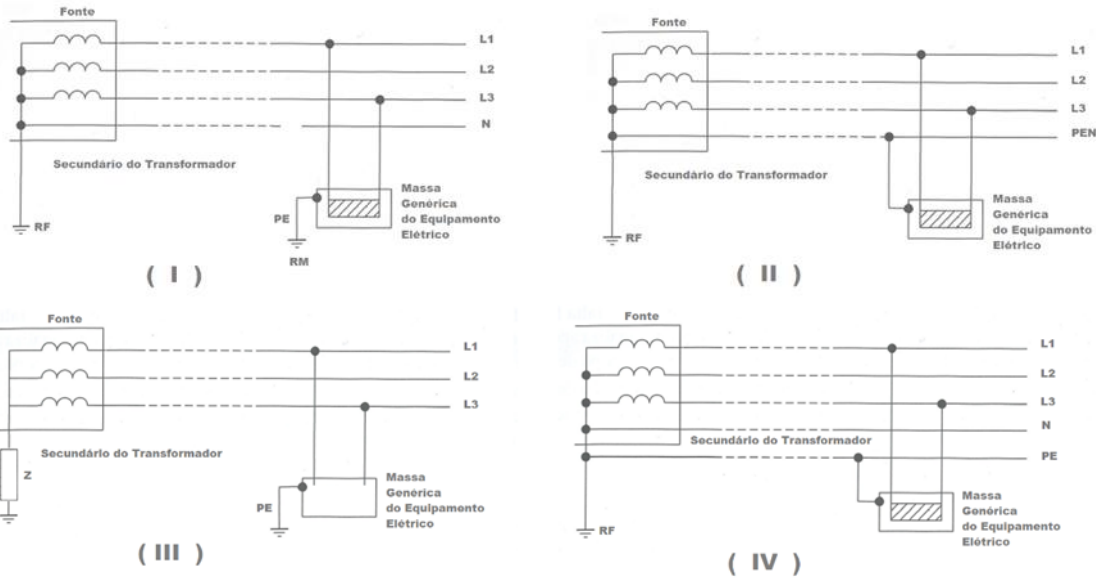 Fonte
L1
L2
L3
N
Secundário do Transformador
RF
PE
RM
Massa
Genérica
do Equipamento
Elétrico
( I )
Fonte
L1
L2
L3
PEN
Secundário do Transformador
RF
Massa
Genérica
do Equipamento
Elétrico
( II )
Fonte
L1
L2
L3
Secundário do Transformador
Z
PE
Massa
Genérica
do Equipamento
Elétrico
( III )
Fonte
L1
L2
L3
N
Secundário do Transformador
PE
RF
Massa
Genérica
do Equipamento
Elétrico
( IV )